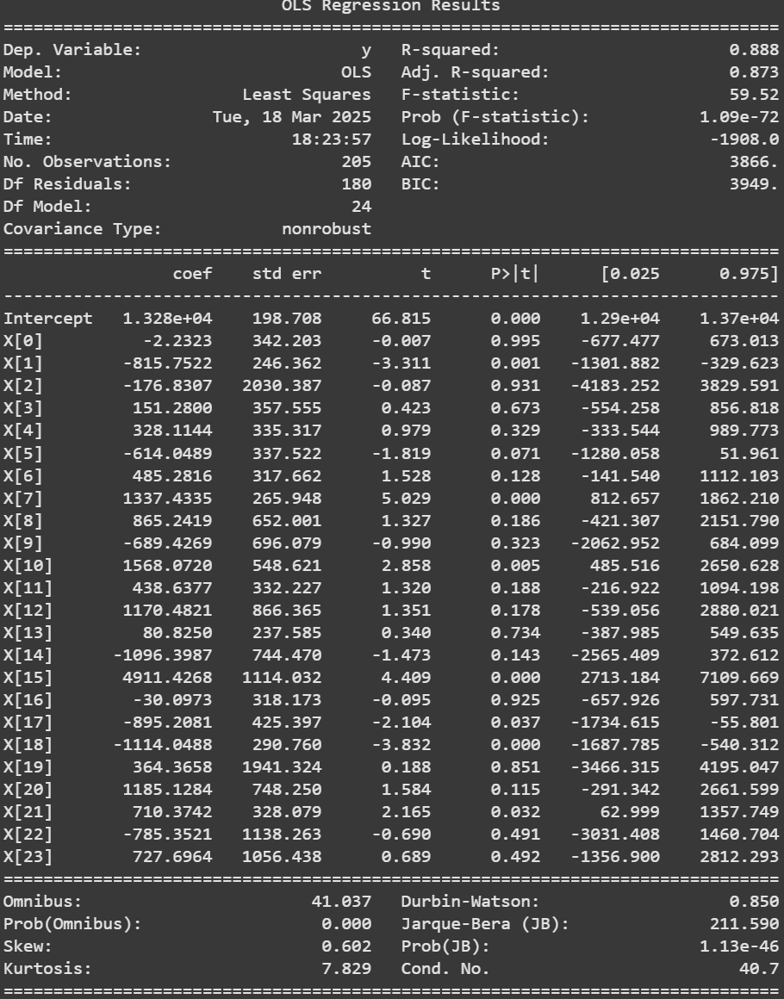 OLS Regression Results
==============================================================================
Dep. Variable:                      y   R-squared:                       0.888
Model:                            OLS   Adj. R-squared:                  0.873
Method:                 Least Squares   F-statistic:                     59.52
Date:                Tue, 18 Mar 2025   Prob (F-statistic):           1.09e-72
Time:                        18:23:57   Log-Likelihood:                -1908.0
No. Observations:                 205   AIC:                             3866.
Df Residuals:                     180   BIC:                             3949.
Df Model:                          24
Covariance Type:            nonrobust
==============================================================================
                 coef    std err          t      P>|t|      [0.025      0.975]
------------------------------------------------------------------------------
Intercept   1.328e+04    198.708     66.815      0.000    1.29e+04    1.37e+04
X[0]          -2.2323    342.203     -0.007      0.995    -677.477     673.013
X[1]        -815.7522    246.362     -3.311      0.001   -1301.882    -329.623
X[2]        -176.8307   2030.387     -0.087      0.931   -4183.252    3829.591
X[3]         151.2800    357.555      0.423      0.673    -554.258     856.818
X[4]         328.1144    335.317      0.979      0.329    -333.544     989.773
X[5]        -614.0489    337.522     -1.819      0.071   -1280.058      51.961
X[6]         485.2816    317.662      1.528      0.128    -141.540    1112.103
X[7]        1337.4335    265.948      5.029      0.000     812.657    1862.210
X[8]         865.2419    652.001      1.327      0.186    -421.307    2151.790
X[9]        -689.4269    696.079     -0.990      0.323   -2062.952     684.099
X[10]       1568.0720    548.621      2.858      0.005     485.516    2650.628
X[11]        438.6377    332.227      1.320      0.188    -216.922    1094.198
X[12]       1170.4821    866.365      1.351      0.178    -539.056    2880.021
X[13]         80.8250    237.585      0.340      0.734    -387.985     549.635
X[14]      -1096.3987    744.470     -1.473      0.143   -2565.409     372.612
X[15]       4911.4268   1114.032      4.409      0.000    2713.184    7109.669
X[16]        -30.0973    318.173     -0.095      0.925    -657.926     597.731
X[17]       -895.2081    425.397     -2.104      0.037   -1734.615     -55.801
X[18]      -1114.0488    290.760     -3.832      0.000   -1687.785    -540.312
X[19]        364.3658   1941.324      0.188      0.851   -3466.315    4195.047
X[20]       1185.1284    748.250      1.584      0.115    -291.342    2661.599
X[21]        710.3742    328.079      2.165      0.032      62.999    1357.749
X[22]       -785.3521   1138.263     -0.690      0.491   -3031.408    1460.704
X[23]        727.6964   1056.438      0.689      0.492   -1356.900    2812.293
==============================================================================
Omnibus:                       41.037   Durbin-Watson:                   0.850
Prob(Omnibus):                  0.000   Jarque-Bera (JB):              211.590
Skew:                           0.602   Prob(JB):                     1.13e-46
Kurtosis:                       7.829   Cond. No.                         40.7
==============================================================================